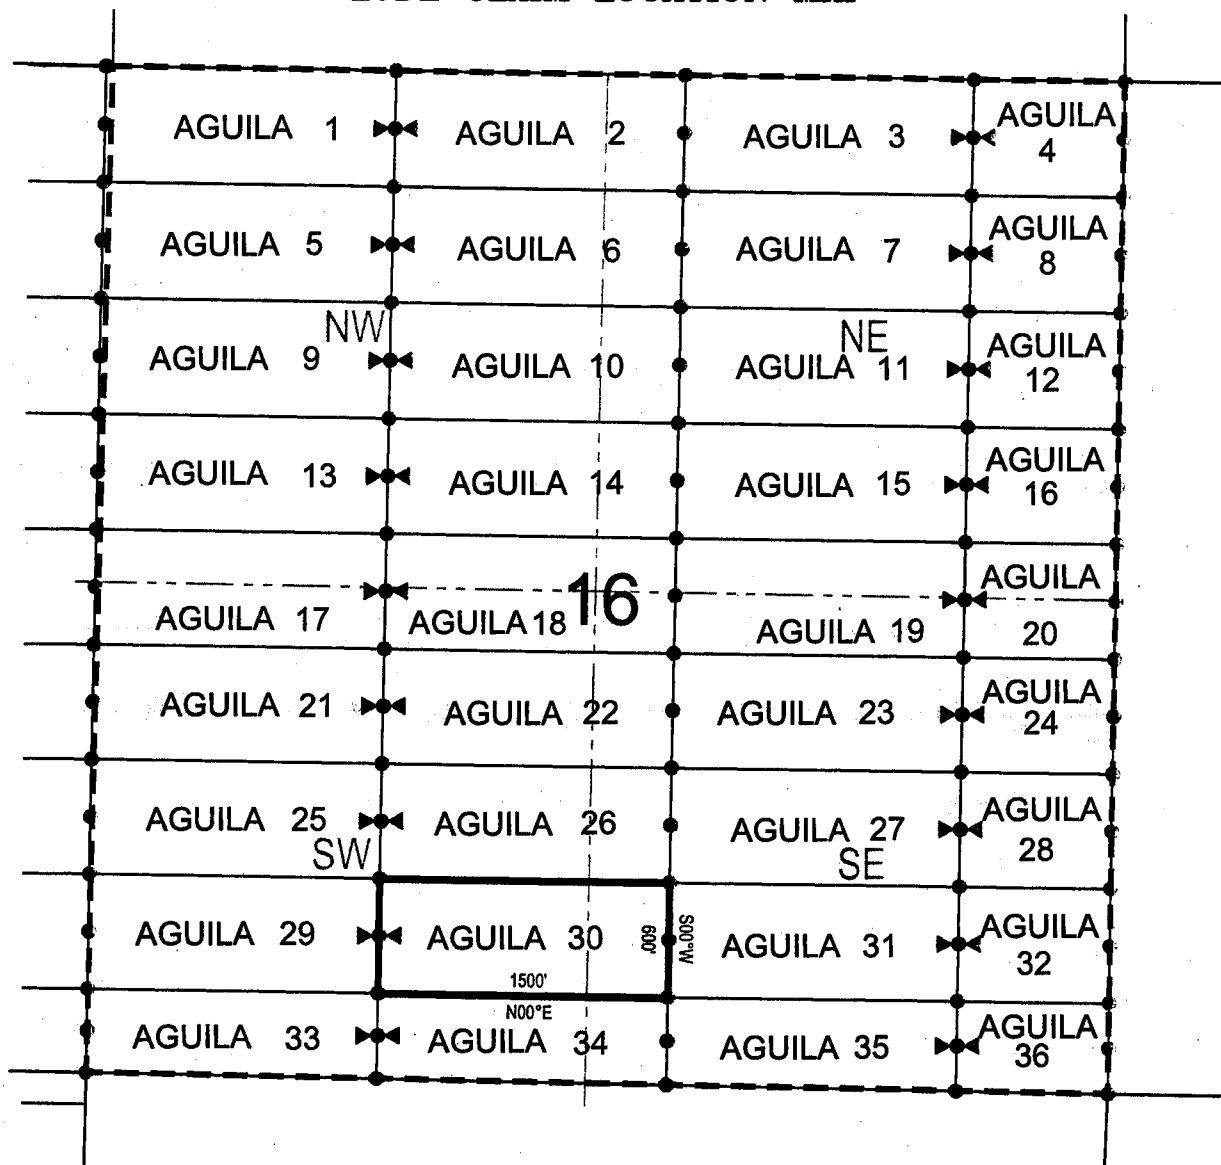 AGUILA 1
AGUILA 2
AGUILA 3
AGUILA
4
AGUILA 5
AGUILA 6
AGUILA 7
AGUILA
8
NW
NE
AGUILA 9
AGUILA 10
AGUILA 11
AGUILA
12
AGUILA 13
AGUILA 14
AGUILA 15
AGUILA
16
16
AGUILA 17
AGUILA 18
AGUILA 19
AGUILA
20
AGUILA 21
AGUILA 22
AGUILA 23
AGUILA
24
AGUILA 25
AGUILA 26
AGUILA 27
AGUILA
28
SW
SE
AGUILA 29
AGUILA 30
600'
S00°W
1500'
N00°E
AGUILA 31
AGUILA
32
AGUILA 33
AGUILA 34
AGUILA 35
AGUILA
36